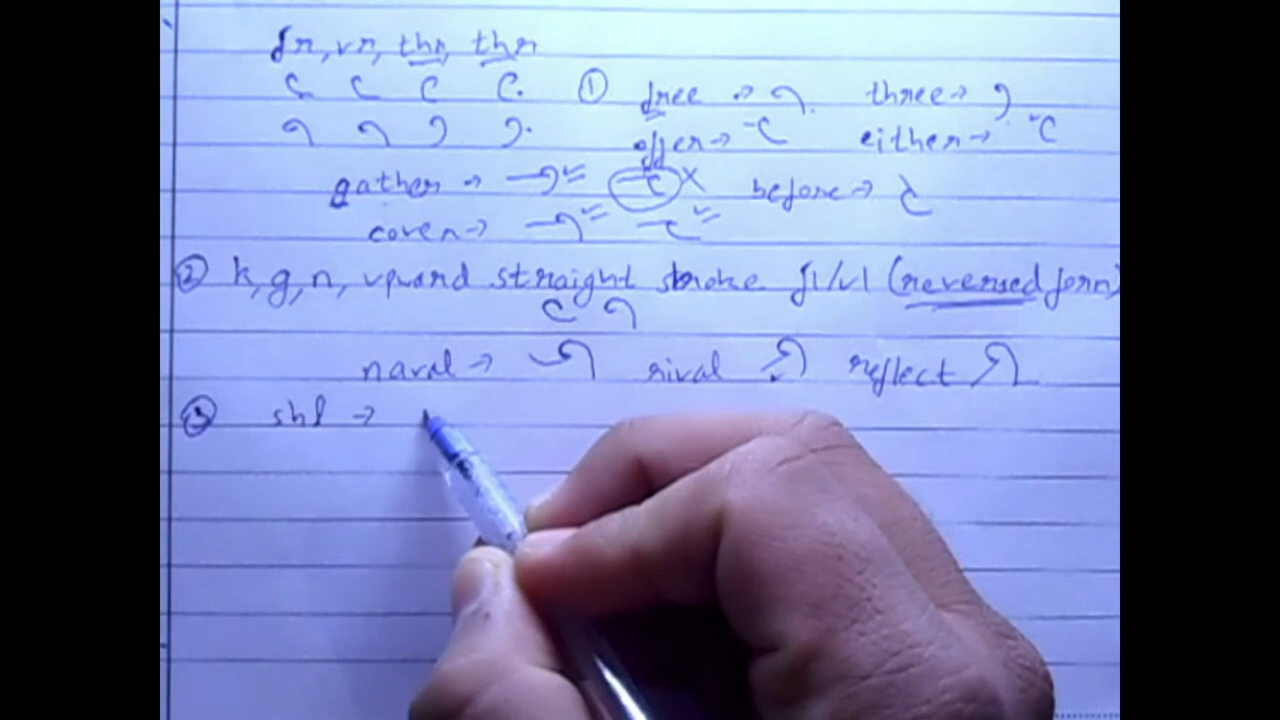 fr, vr, thr, thr
① free → three →
offer → either →
gather → × before →
cover →
② k, g, n, upward straight stroke fl/vl (reversed form)
naval → rival reflect
③ shl →